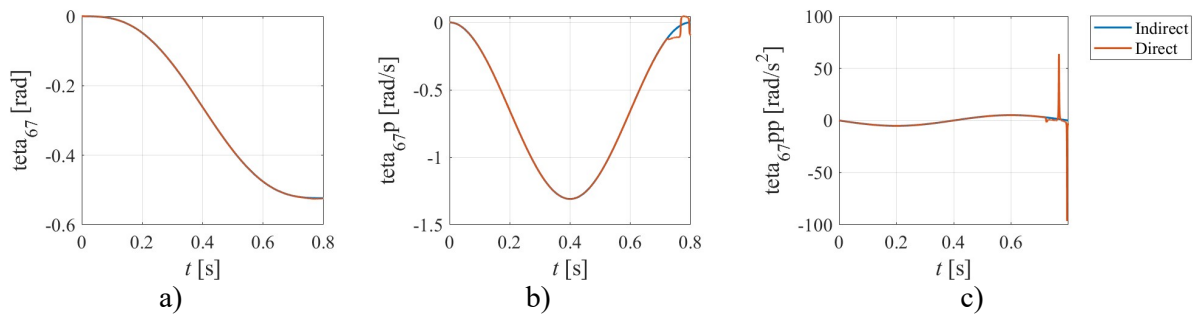 0
-0.2
-0.4
-0.6
0 0.2 0.4 0.6 0.8
teta67 [rad]
t [s]
a)
0
-0.5
-1
-1.5
0 0.2 0.4 0.6 0.8
teta67p [rad/s]
t [s]
b)
100
50
0
-50
-100
0 0.2 0.4 0.6
teta67pp [rad/s2]
t [s]
c)
Indirect
Direct